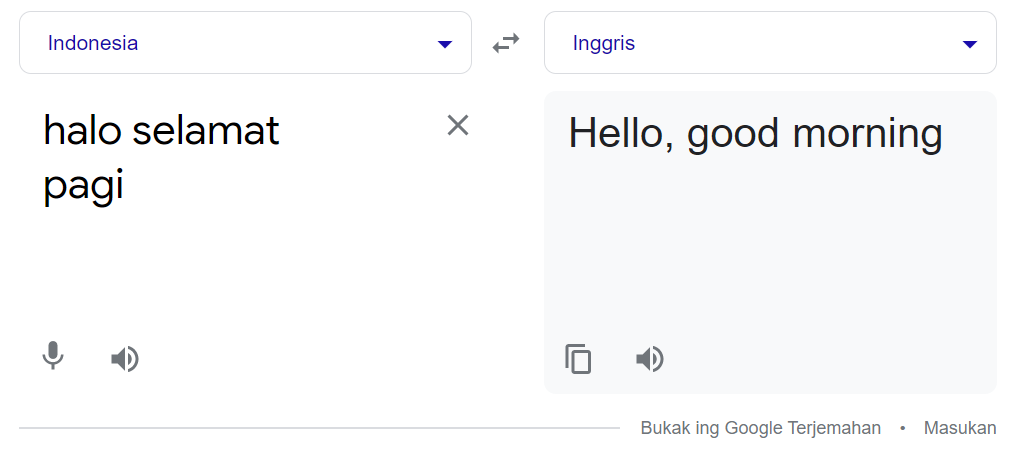 Indonesia
Inggris
halo selamat
pagi
Hello, good morning
Bukak ing Google Terjemahan • Masukan